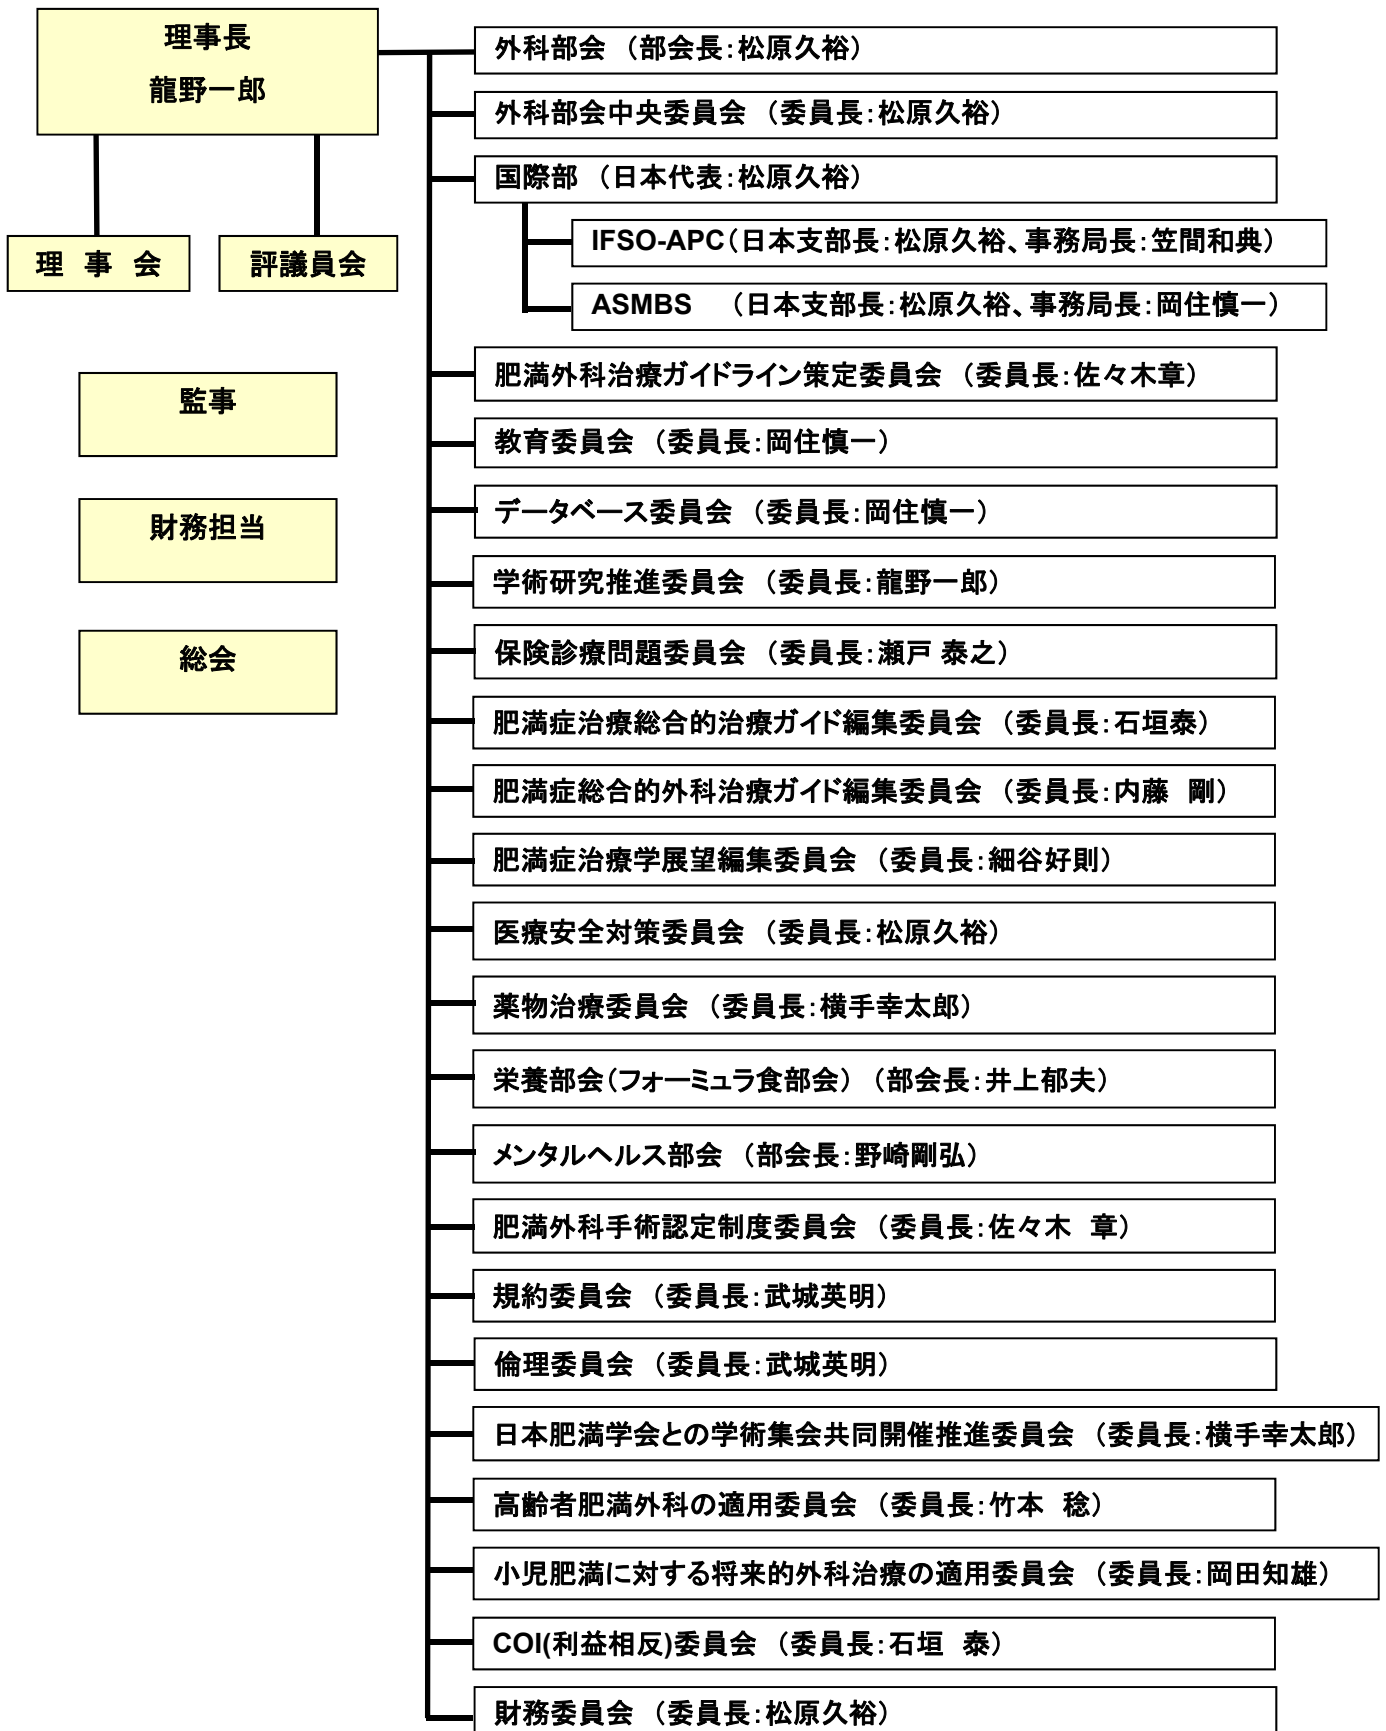 理事長
龍野一郎
理 事 会
評議員会
監事
財務担当
総会
外科部会 （部会長：松原久裕）
外科部会中央委員会 （委員長：松原久裕）
国際部 （日本代表：松原久裕）
IFSO-APC（日本支部長：松原久裕、事務局長：笠間和典）
ASMBS （日本支部長：松原久裕、事務局長：岡住慎一）
肥満外科治療ガイドライン策定委員会 （委員長：佐々木章）
教育委員会 （委員長：岡住慎一）
データベース委員会 （委員長：岡住慎一）
学術研究推進委員会 （委員長：龍野一郎）
保険診療問題委員会 （委員長：瀬戸 泰之）
肥満症治療総合的治療ガイド編集委員会 （委員長：石垣泰）
肥満症総合的外科治療ガイド編集委員会 （委員長：内藤　剛）
肥満症治療学展望編集委員会 （委員長：細谷好則）
医療安全対策委員会 （委員長：松原久裕）
薬物治療委員会 （委員長：横手幸太郎）
栄養部会（フォーミュラ食部会） （部会長：井上郁夫）
メンタルヘルス部会 （部会長：野崎剛弘）
肥満外科手術認定制度委員会 （委員長：佐々木　章）
規約委員会 （委員長：武城英明）
倫理委員会 （委員長：武城英明）
日本肥満学会との学術集会共同開催推進委員会 （委員長：横手幸太郎）
高齢者肥満外科の適用委員会 （委員長：竹本　稔）
小児肥満に対する将来的外科治療の適用委員会 （委員長：岡田知雄）
COI(利益相反)委員会 （委員長：石垣　泰）
財務委員会 （委員長：松原久裕）